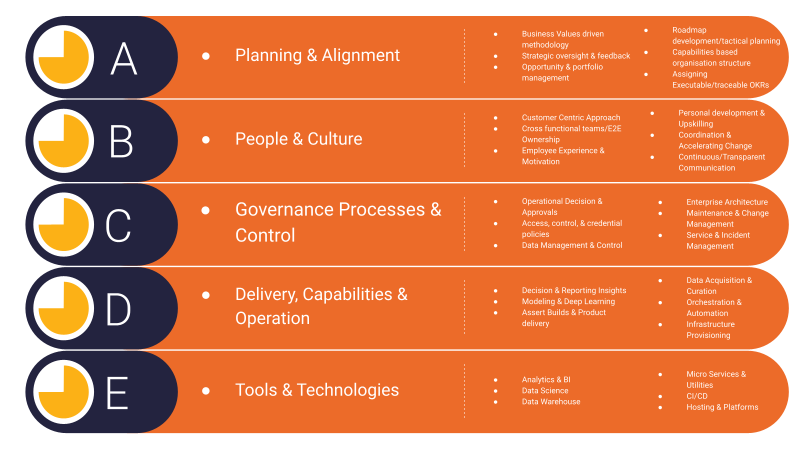 A
Planning & Alignment
Business Values driven
methodology
Strategic oversight & feedback
Opportunity & portfolio
management
Roadmap
development/tactical planning
Capabilities based
organisation structure
Assigning
Executable/traceable OKRs
B
People & Culture
Customer Centric Approach
Cross functional teams/E2E
Ownership
Employee Experience &
Motivation
Personal development &
Upskilling
Coordination &
Accelerating Change
Continuous/Transparent
Communication
C
Governance Processes &
Control
Operational Decision &
Approvals
Access, control, & credential
policies
Data Management & Control
Enterprise Architecture
Maintenance & Change
Management
Service & Incident
Management
D
Delivery, Capabilities &
Operation
Decision & Reporting Insights
Modeling & Deep Learning
Assert Builds & Product
delivery
Data Acquisition &
Curation
Orchestration &
Automation
Infrastructure
Provisioning
E
Tools & Technologies
Analytics & BI
Data Science
Data Warehouse
Micro Services &
Utilities
CI/CD
Hosting & Platforms